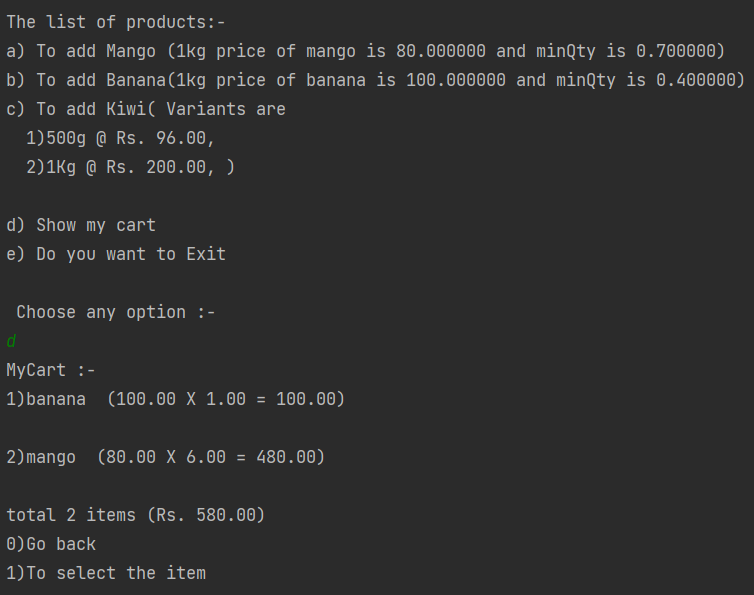 The list of products:-
a) To add Mango (1kg price of mango is 80.000000 and minQty is 0.700000)
b) To add Banana(1kg price of banana is 100.000000 and minQty is 0.400000)
c) To add Kiwi( Variants are
1)500g @ Rs. 96.00,
2)1Kg @ Rs. 200.00, )
d) Show my cart
e) Do you want to Exit
Choose any option :-
d
MyCart :-
1)banana  (100.00 X 1.00 = 100.00)
2)mango  (80.00 X 6.00 = 480.00)
total 2 items (Rs. 580.00)
0)Go back
1)To select the item